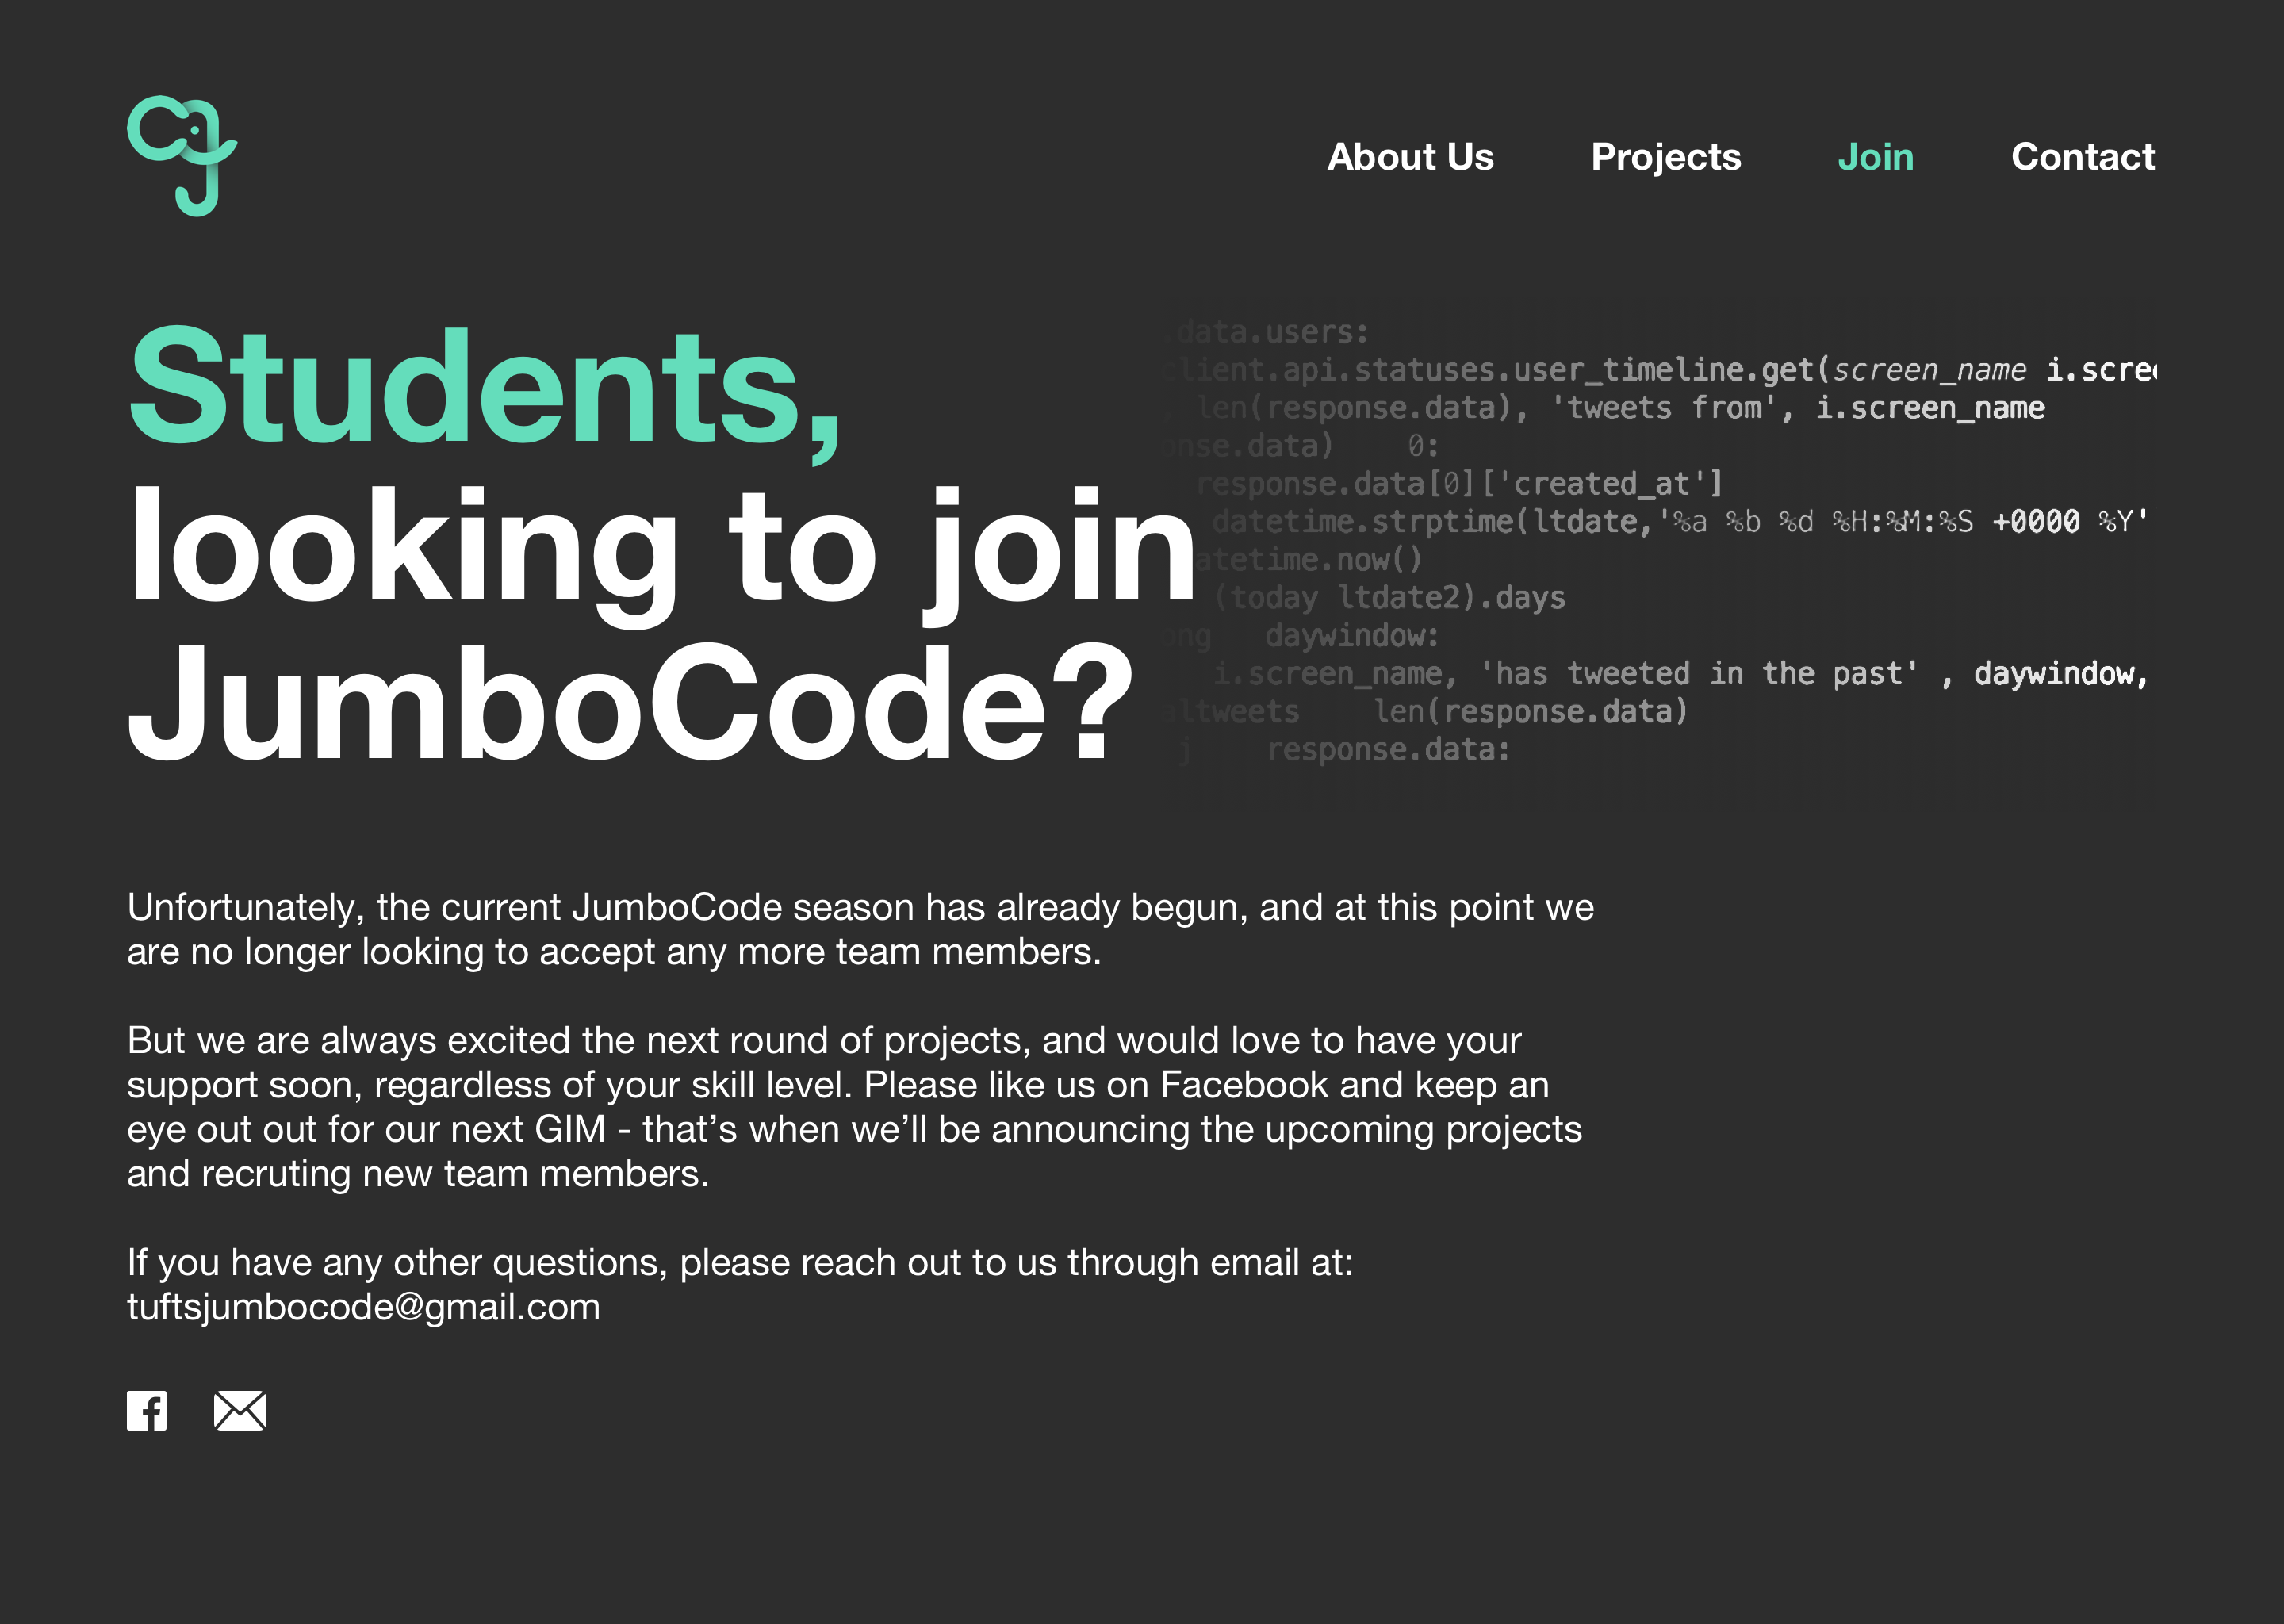 About Us Projects Join Contact
Students,
looking to join
JumboCode?
data.users:
client.api.statuses.user_timeline.get(screen_name i.scree
, len(response.data), 'tweets from', i.screen_name
onse.data) 0:
response.data[0]['created_at']
datetime.strptime(ltdate,'%a %b %d %H:%M:%S +0000 %Y'
atetime.now()
(today ltdate2).days
ong daywindow:
i.screen_name, 'has tweeted in the past' , daywindow,
altweets len(response.data)
j response.data:
Unfortunately, the current JumboCode season has already begun, and at this point we
are no longer looking to accept any more team members.
But we are always excited the next round of projects, and would love to have your
support soon, regardless of your skill level. Please like us on Facebook and keep an
eye out out for our next GIM - that’s when we’ll be announcing the upcoming projects
and recruting new team members.
If you have any other questions, please reach out to us through email at:
tuftsjumbocode@gmail.com